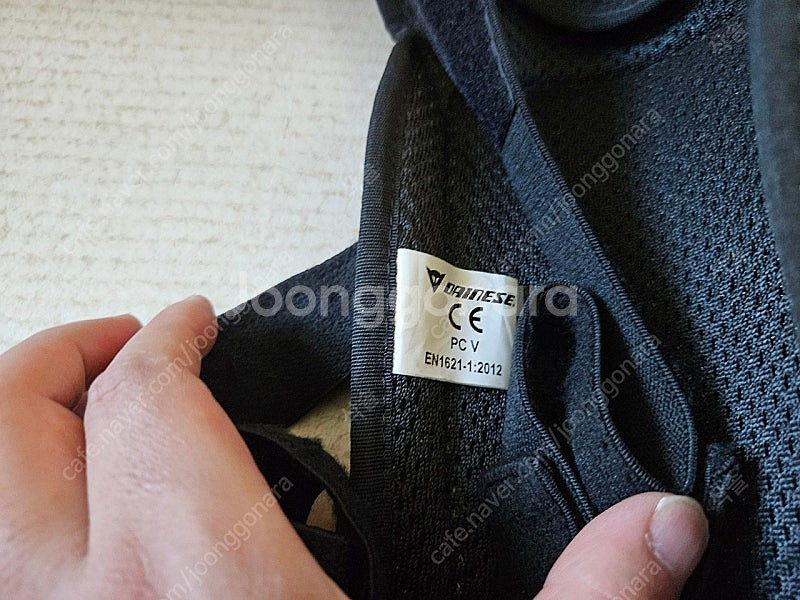 DAINESE
CE
PC V
EN1621-1:2012
Joonggonara
cafe.naver.com/joonggonara